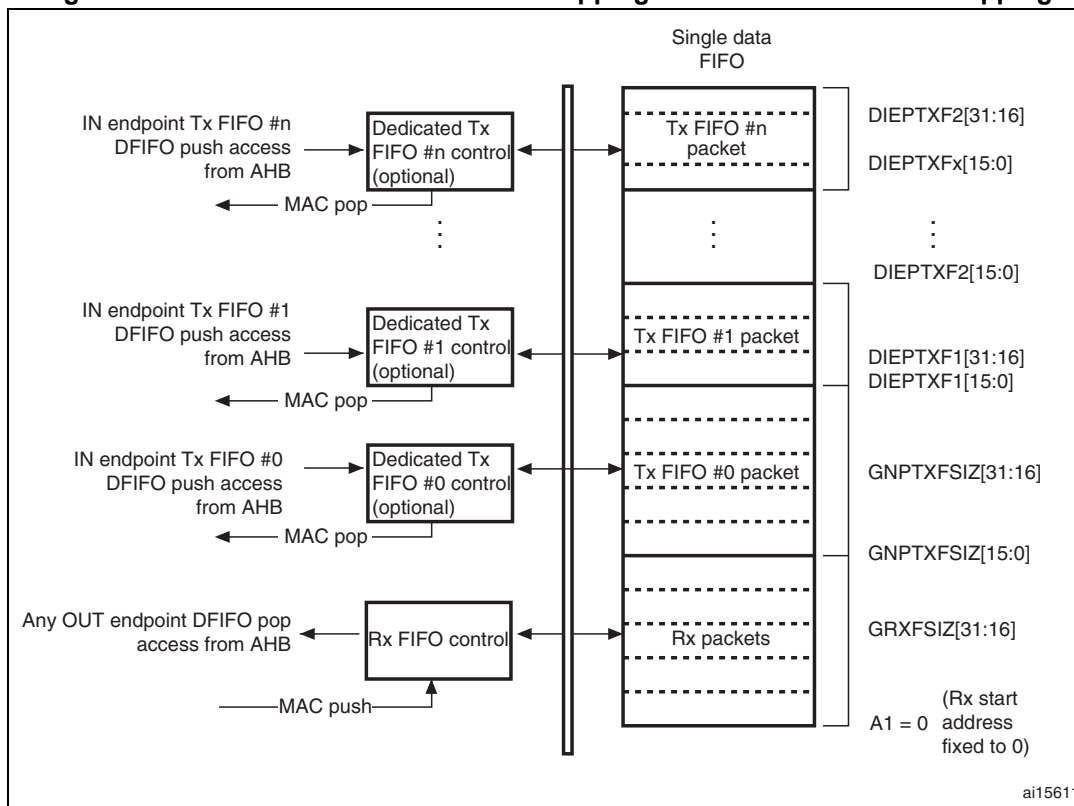 Single data
FIFO
IN endpoint Tx FIFO #n
DFIFO push access
from AHB
Dedicated Tx
FIFO #n control
(optional)
MAC pop
Tx FIFO #n
packet
DIEPTXF2[31:16]
DIEPTXFx[15:0]
DIEPTXF2[15:0]
IN endpoint Tx FIFO #1
DFIFO push access
from AHB
Dedicated Tx
FIFO #1 control
(optional)
MAC pop
Tx FIFO #1 packet
DIEPTXF1[31:16]
DIEPTXF1[15:0]
IN endpoint Tx FIFO #0
DFIFO push access
from AHB
Dedicated Tx
FIFO #0 control
(optional)
MAC pop
Tx FIFO #0 packet
GNPTXFSIZ[31:16]
GNPTXFSIZ[15:0]
Any OUT endpoint DFIFO pop
access from AHB
Rx FIFO control
MAC push
Rx packets
GRXFSIZ[31:16]
A1 = 0
(Rx start
address
fixed to 0)
ai15611